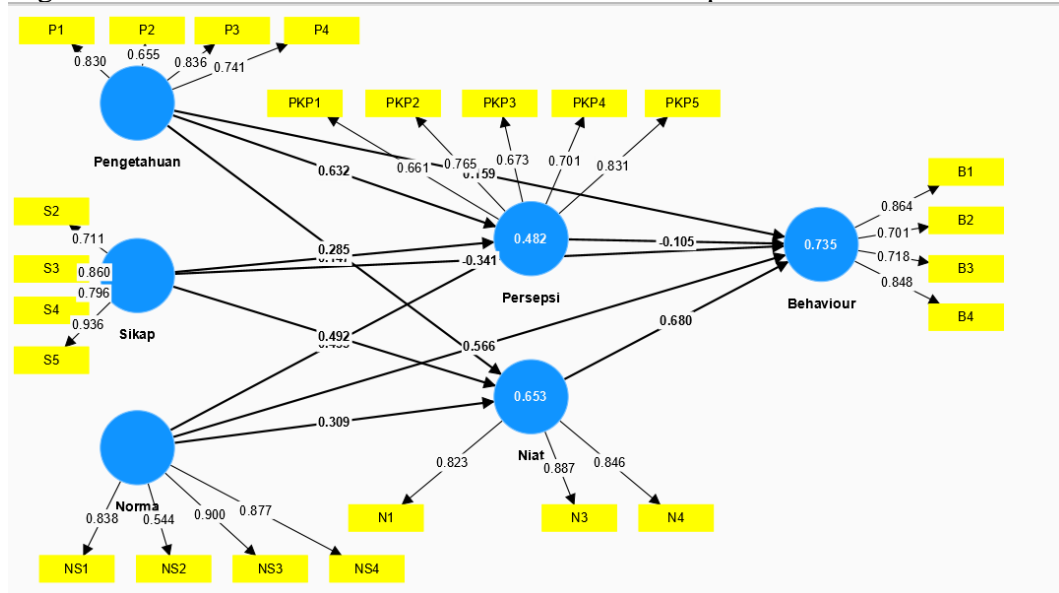 P1
P2
P3
P4
0.830
0.655
0.836
0.741
Pengetahuan
PKP1
PKP2
PKP3
PKP4
PKP5
0.661
0.765
0.673
0.701
0.831
0.632
0.482
Persepsi
S2
S3
S4
S5
0.711
0.860
0.796
0.936
Sikap
0.285
-0.341
-0.105
0.492
0.566
0.680
0.309
B1
B2
B3
B4
0.864
0.701
0.718
0.848
0.735
Behaviour
0.653
Niat
0.823
0.887
0.846
N1
N3
N4
Norma
0.838
0.544
0.900
0.877
NS1
NS2
NS3
NS4